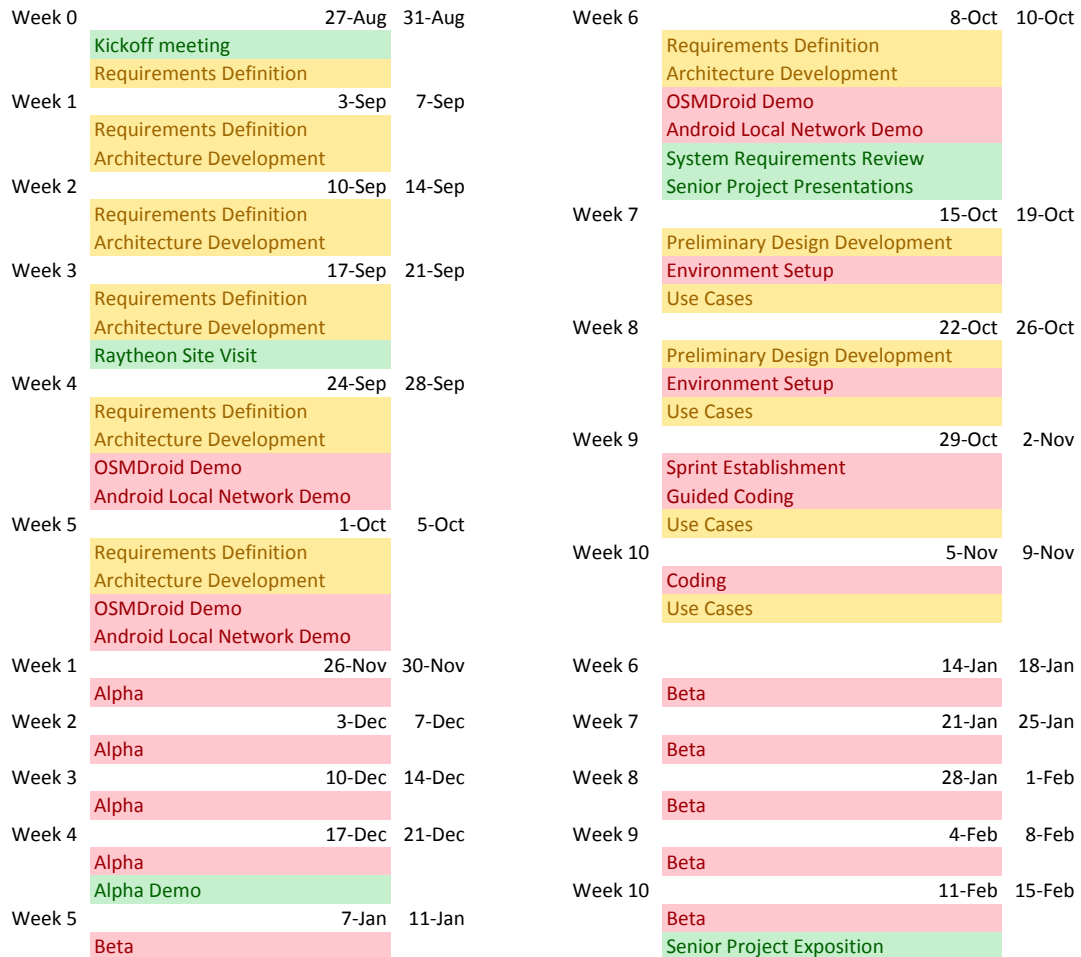 Week 0 27-Aug 31-Aug
Kickoff meeting
Requirements Definition
Week 1 3-Sep 7-Sep
Requirements Definition
Architecture Development
Week 2 10-Sep 14-Sep
Requirements Definition
Architecture Development
Week 3 17-Sep 21-Sep
Requirements Definition
Architecture Development
Raytheon Site Visit
Week 4 24-Sep 28-Sep
Requirements Definition
Architecture Development
OSMDroid Demo
Android Local Network Demo
Week 5 1-Oct 5-Oct
Requirements Definition
Architecture Development
OSMDroid Demo
Android Local Network Demo
Week 6 8-Oct 10-Oct
Requirements Definition
Architecture Development
OSMDroid Demo
Android Local Network Demo
System Requirements Review
Senior Project Presentations
Week 7 15-Oct 19-Oct
Preliminary Design Development
Environment Setup
Use Cases
Week 8 22-Oct 26-Oct
Preliminary Design Development
Environment Setup
Use Cases
Week 9 29-Oct 2-Nov
Sprint Establishment
Guided Coding
Use Cases
Week 10 5-Nov 9-Nov
Coding
Use Cases
Week 1 26-Nov 30-Nov
Alpha
Week 2 3-Dec 7-Dec
Alpha
Week 3 10-Dec 14-Dec
Alpha
Week 4 17-Dec 21-Dec
Alpha
Alpha Demo
Week 5 7-Jan 11-Jan
Beta
Week 6 14-Jan 18-Jan
Beta
Week 7 21-Jan 25-Jan
Beta
Week 8 28-Jan 1-Feb
Beta
Week 9 4-Feb 8-Feb
Beta
Week 10 11-Feb 15-Feb
Beta
Senior Project Exposition